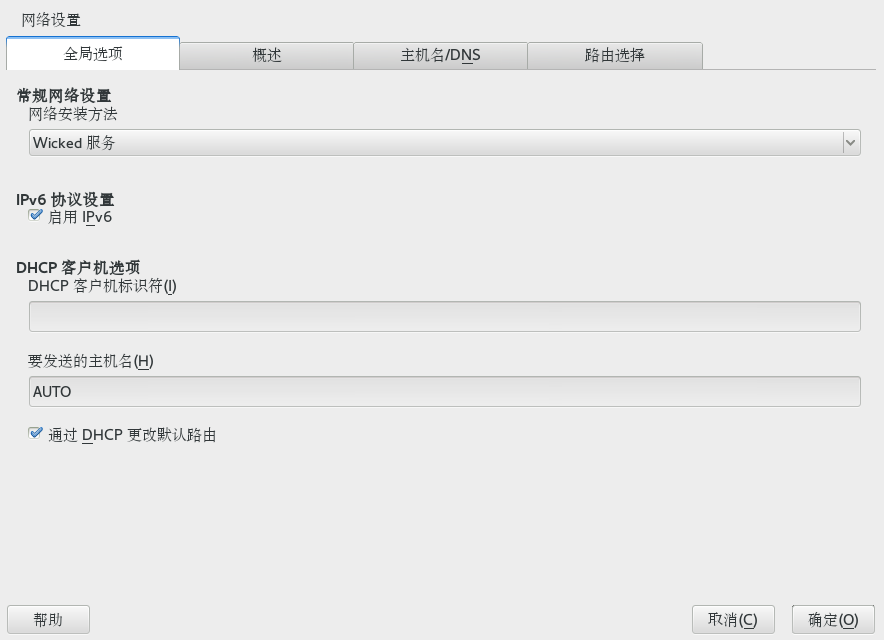 网络设置
全局选项
概述
主机名/DNS
路由选择
常规网络设置
网络安装方法
Wicked 服务
IPv6 协议设置
启用 IPv6
DHCP 客户机选项
DHCP 客户机标识符(I)
要发送的主机名(H)
AUTO
通过 DHCP 更改默认路由
帮助
取消(C)
确定(O)